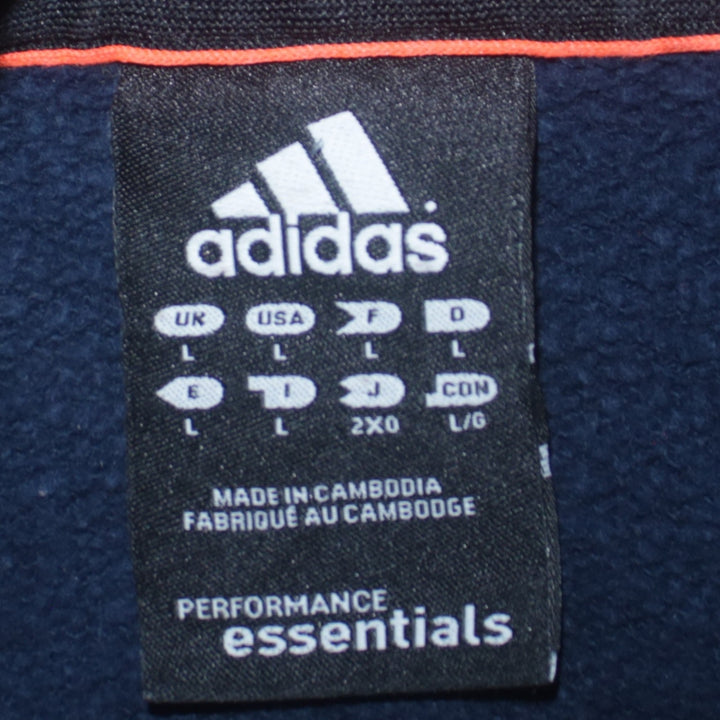 adidas
UK USA F D
L L L L
E I J CDN
L L 2XO L/G
MADE IN CAMBODIA
FABRIQUÉ AU CAMBODGE
PERFORMANCE
essentials